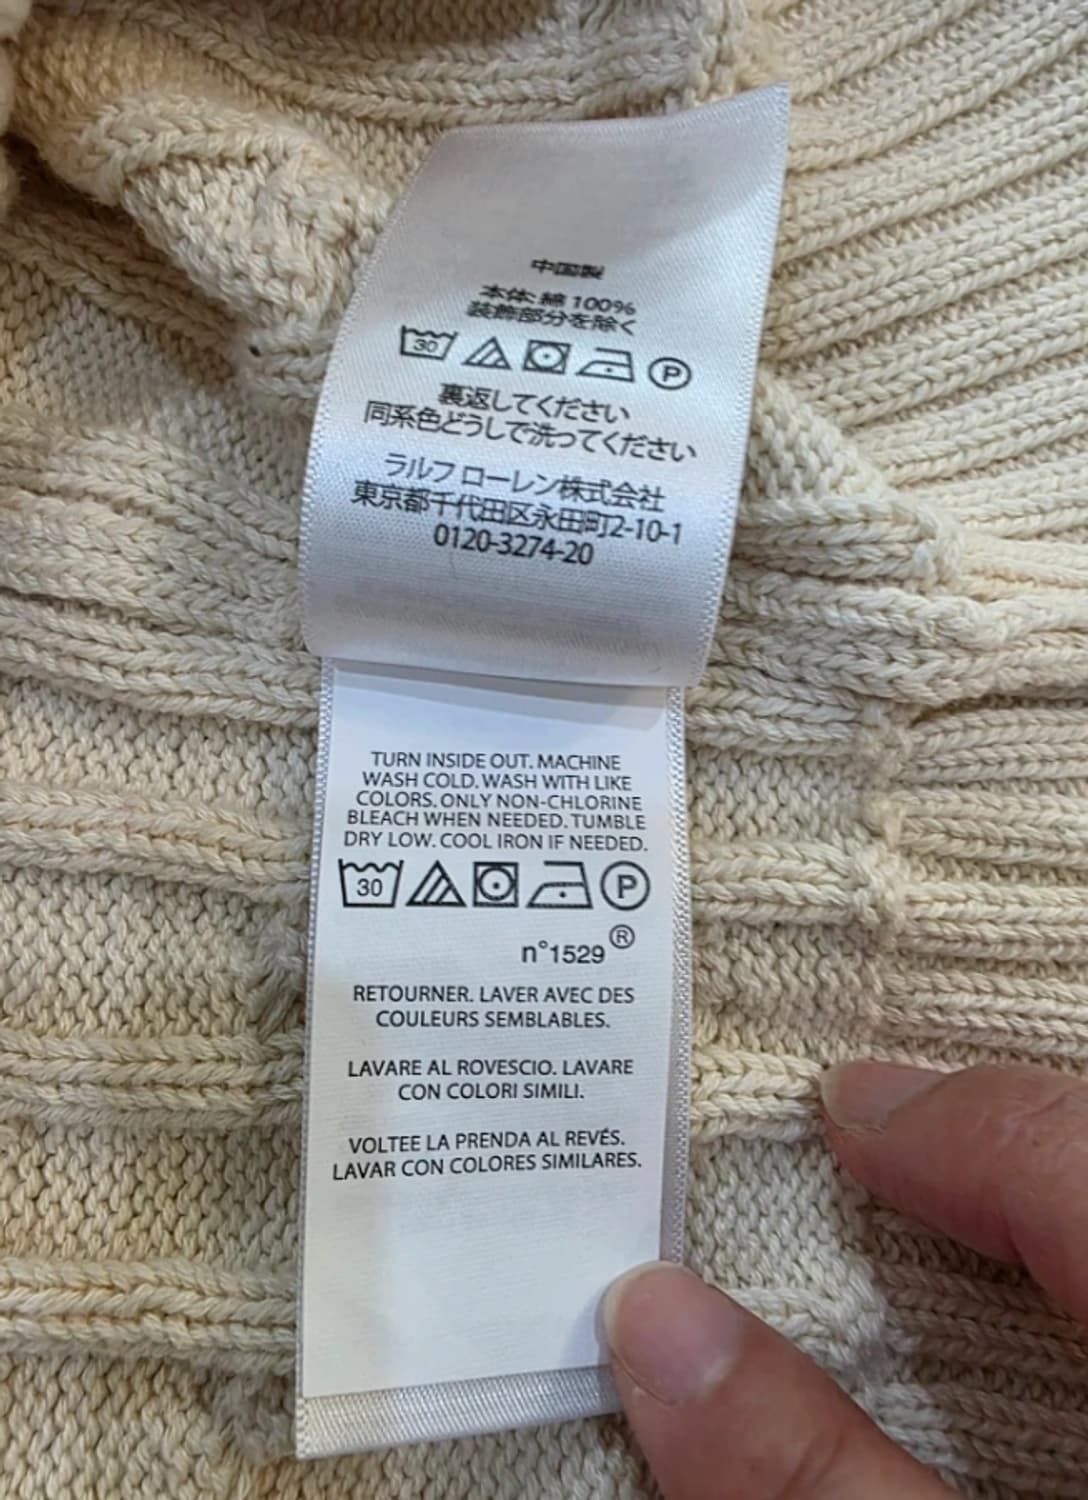 中国製
本体: 綿 100%
装飾部分を除く
30 P
裏返してください
同系色どうしで洗ってください
ラルフ ローレン株式会社
東京都千代田区永田町2-10-1
0120-3274-20
TURN INSIDE OUT. MACHINE
WASH COLD. WASH WITH LIKE
COLORS. ONLY NON-CHLORINE
BLEACH WHEN NEEDED. TUMBLE
DRY LOW. COOL IRON IF NEEDED.
30 P
n°1529 ®
RETOURNER. LAVER AVEC DES
COULEURS SEMBLABLES.
LAVARE AL ROVESCIO. LAVARE
CON COLORI SIMILI.
VOLTEE LA PRENDA AL REVÉS.
LAVAR CON COLORES SIMILARES.